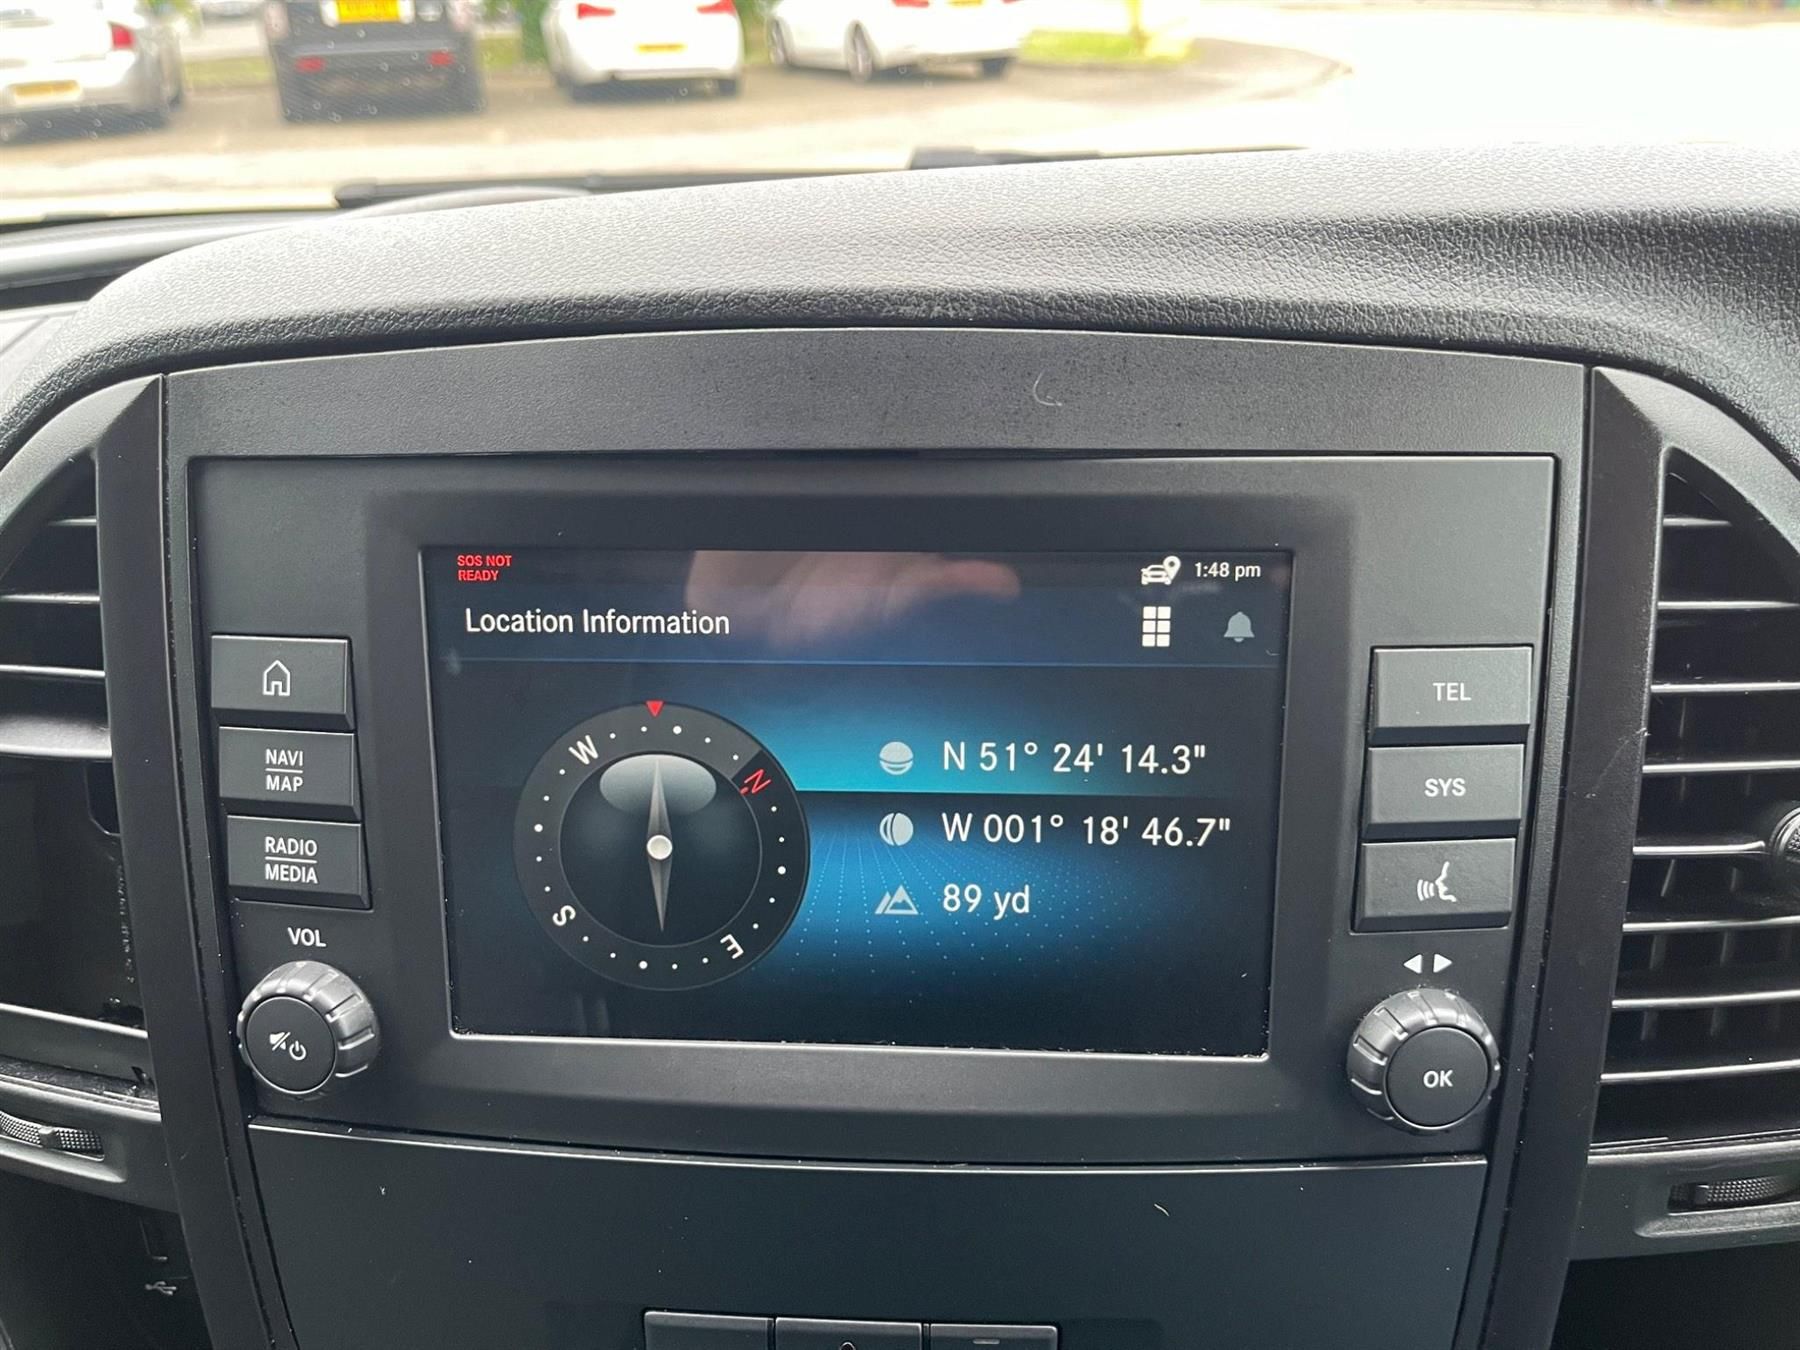 SOS NOT
READY
1:48 pm
Location Information
N 51° 24' 14.3"
W 001° 18' 46.7"
89 yd
W
N
S
E
NAVI
MAP
RADIO
MEDIA
VOL
TEL
SYS
OK